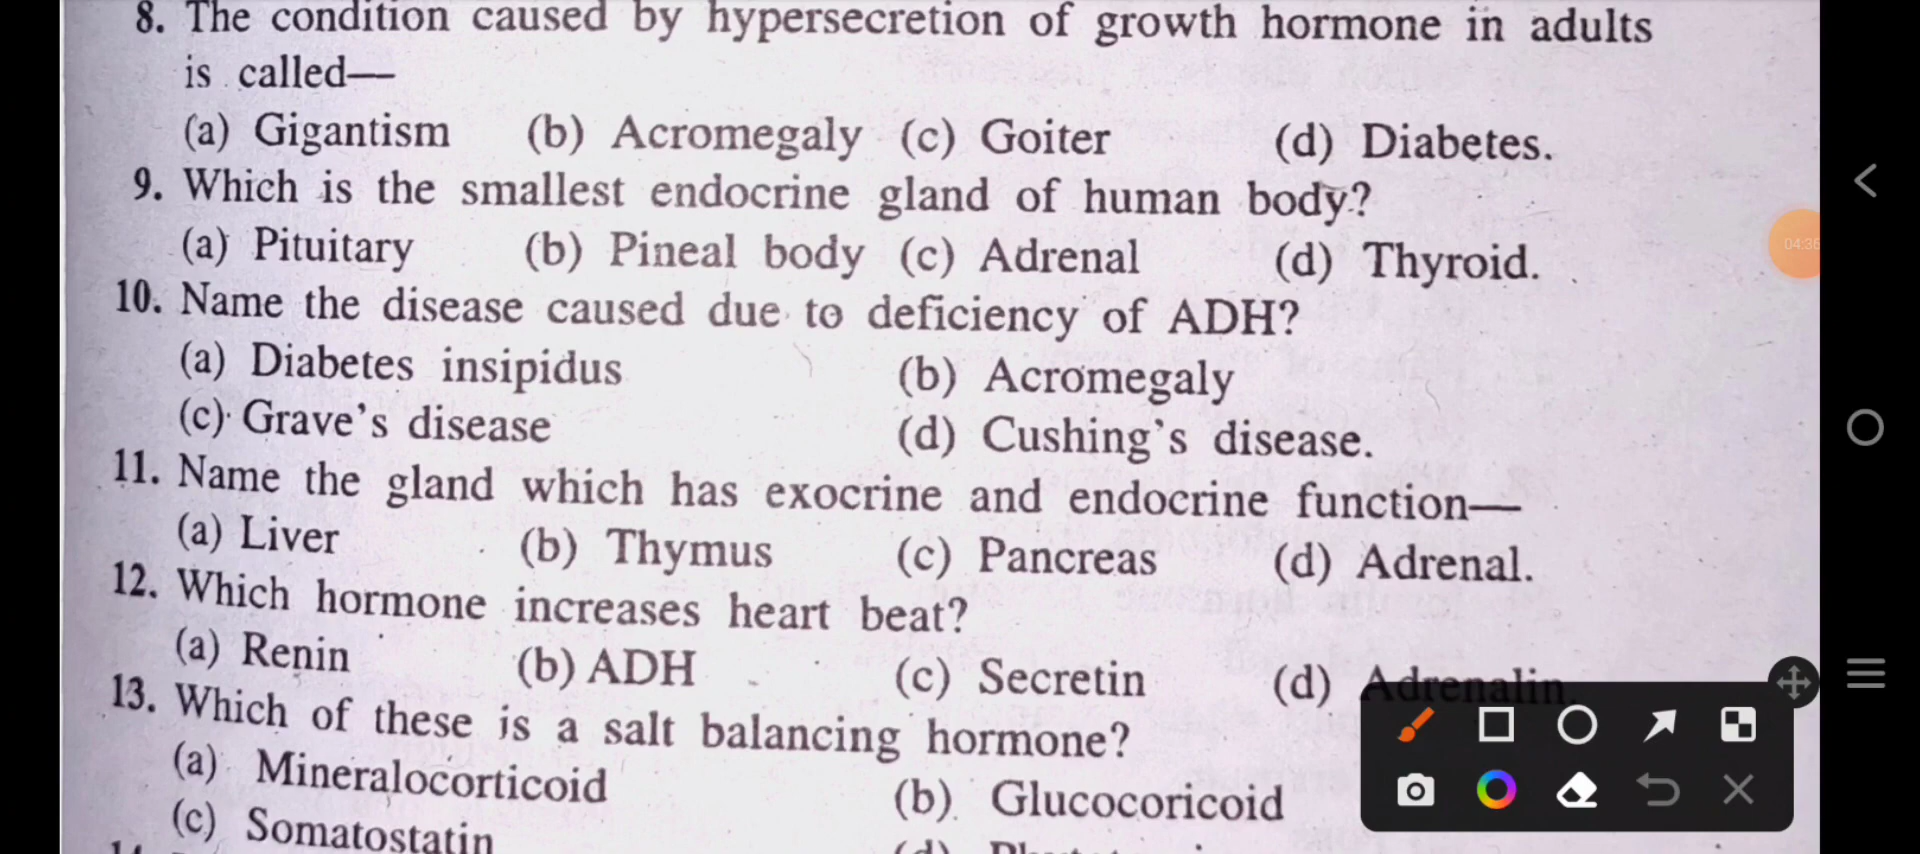 8. The condition caused by hypersecretion of growth hormone in adults
is called—
(a) Gigantism (b) Acromegaly (c) Goiter (d) Diabetes.
9. Which is the smallest endocrine gland of human body?
(a) Pituitary (b) Pineal body (c) Adrenal (d) Thyroid.
10. Name the disease caused due to deficiency of ADH?
(a) Diabetes insipidus (b) Acromegaly
(c) Grave's disease (d) Cushing's disease.
11. Name the gland which has exocrine and endocrine function—
(a) Liver (b) Thymus (c) Pancreas (d) Adrenal.
12. Which hormone increases heart beat?
(a) Renin (b) ADH (c) Secretin (d) Adrenalin.
13. Which of these is a salt balancing hormone?
(a) Mineralocorticoid (b) Glucocoricoid
(c) Somatostatin (d)
04:36